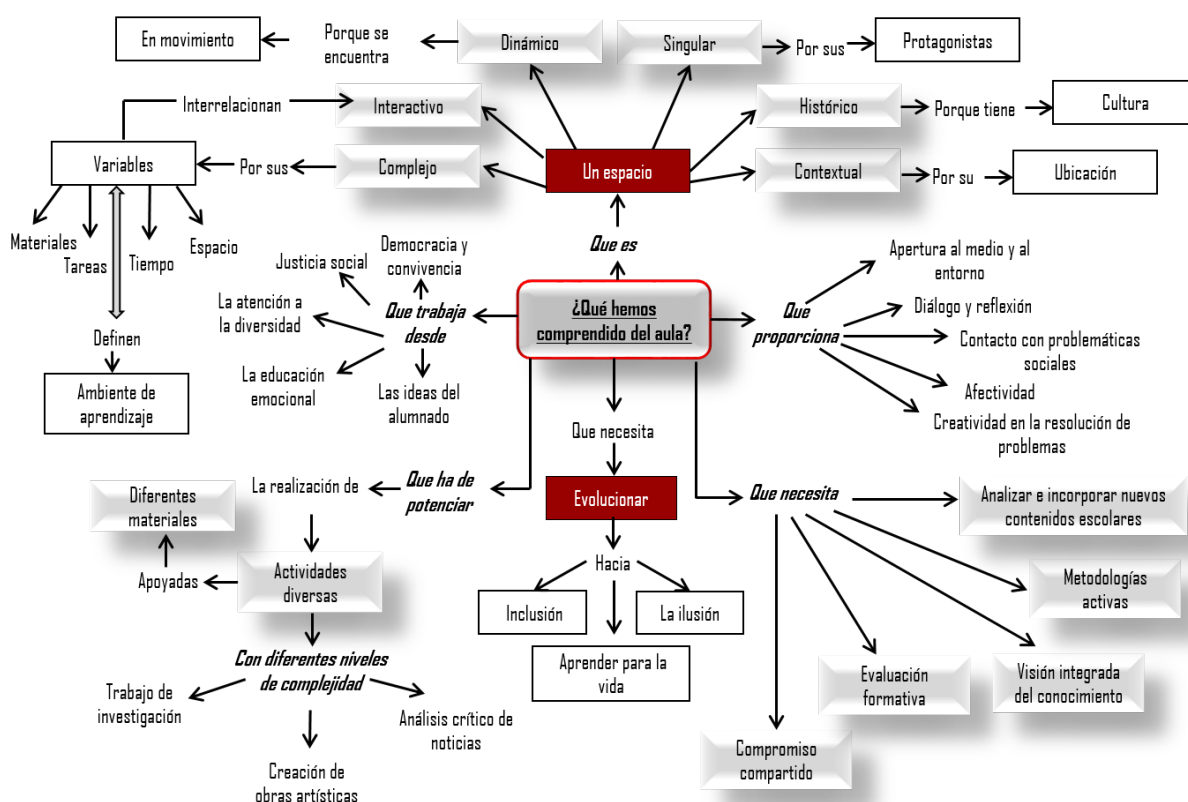 En movimiento
Porque se
encuentra
Dinámico
Singular
Por sus
Protagonistas
Interrelacionan
Interactivo
Histórico
Porque tiene
Cultura
Variables
Por sus
Complejo
Un espacio
Contextual
Por su
Ubicación
Materiales
Tareas
Tiempo
Espacio
Definen
Ambiente de
aprendizaje
Que es
¿Qué hemos
comprendido del aula?
Que trabaja
desde
Democracia y
convivencia
Justicia social
La atención a
la diversidad
La educación
emocional
Las ideas del
alumnado
Que
proporciona
Apertura al medio y al
entorno
Diálogo y reflexión
Contacto con problemáticas
sociales
Afectividad
Creatividad en la resolución de
problemas
Que necesita
Evolucionar
Hacia
Inclusión
La ilusión
Aprender para la
vida
Que ha de
potenciar
La realización de
Diferentes
materiales
Apoyadas
Actividades
diversas
Con diferentes niveles
de complejidad
Trabajo de
investigación
Creación de
obras artísticas
Análisis crítico de
noticias
Que necesita
Analizar e incorporar nuevos
contenidos escolares
Metodologías
activas
Visión integrada
del conocimiento
Evaluación
formativa
Compromiso
compartido